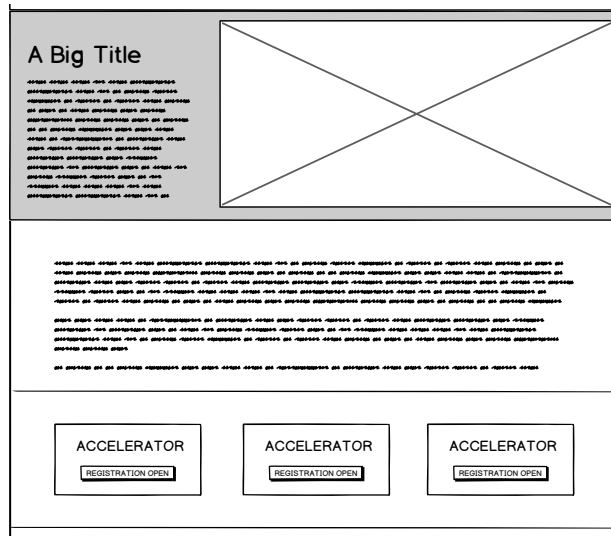 A Big Title
ACCELERATOR
REGISTRATION OPEN
ACCELERATOR
REGISTRATION OPEN
ACCELERATOR
REGISTRATION OPEN